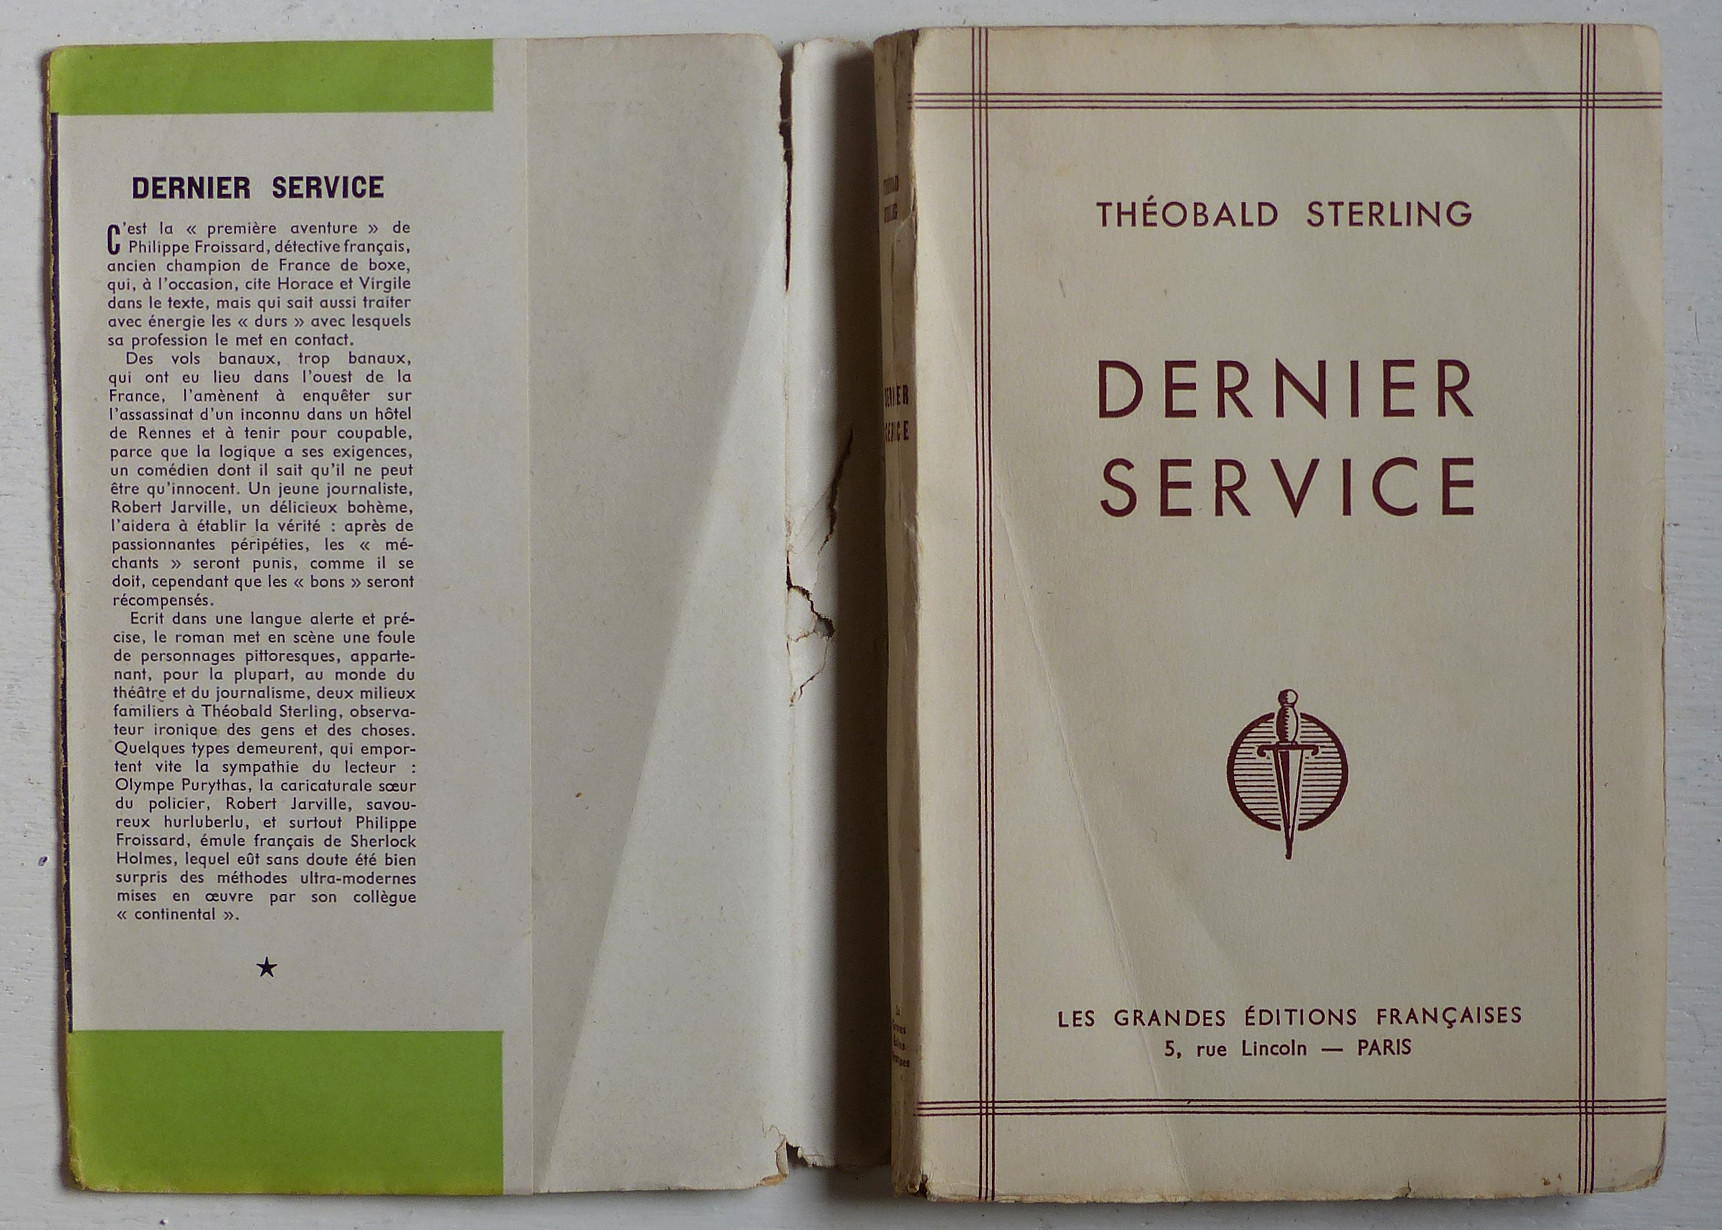 DERNIER SERVICE
C'est la « première aventure » de
Philippe Froissard, détective français,
ancien champion de France de boxe,
qui, à l'occasion, cite Horace et Virgile
dans le texte, mais qui sait aussi traiter
avec énergie les « durs » avec lesquels
sa profession le met en contact.
Des vols banaux, trop banaux,
qui ont eu lieu dans l'ouest de la
France, l'amènent à enquêter sur
l'assassinat d'un inconnu dans un hôtel
de Rennes et à tenir pour coupable,
parce que la logique a ses exigences,
un comédien dont il sait qu'il ne peut
être qu'innocent. Un jeune journaliste,
Robert Jarville, un délicieux bohème,
l'aidera à établir la vérité : après de
passionnantes péripéties, les « mé-
chants » seront punis, comme il se
doit, cependant que les « bons » seront
récompensés.
Ecrit dans une langue alerte et pré-
cise, le roman met en scène une foule
de personnages pittoresques, apparte-
nant, pour la plupart, au monde du
théâtre et du journalisme, deux milieux
familiers à Théobald Sterling, observa-
teur ironique des gens et des choses.
Quelques types demeurent, qui empor-
tent vite la sympathie du lecteur :
Olympe Purythas, la caricaturale sœur
du policier, Robert Jarville, savou-
reux hurluberlu, et surtout Philippe
Froissard, émule français de Sherlock
Holmes, lequel eût sans doute été bien
surpris des méthodes ultra-modernes
mises en œuvre par son collègue
« continental ».
DERNIER
SERVICE
THÉOBALD STERLING
DERNIER
SERVICE
LES GRANDES ÉDITIONS FRANÇAISES
5, rue Lincoln — PARIS